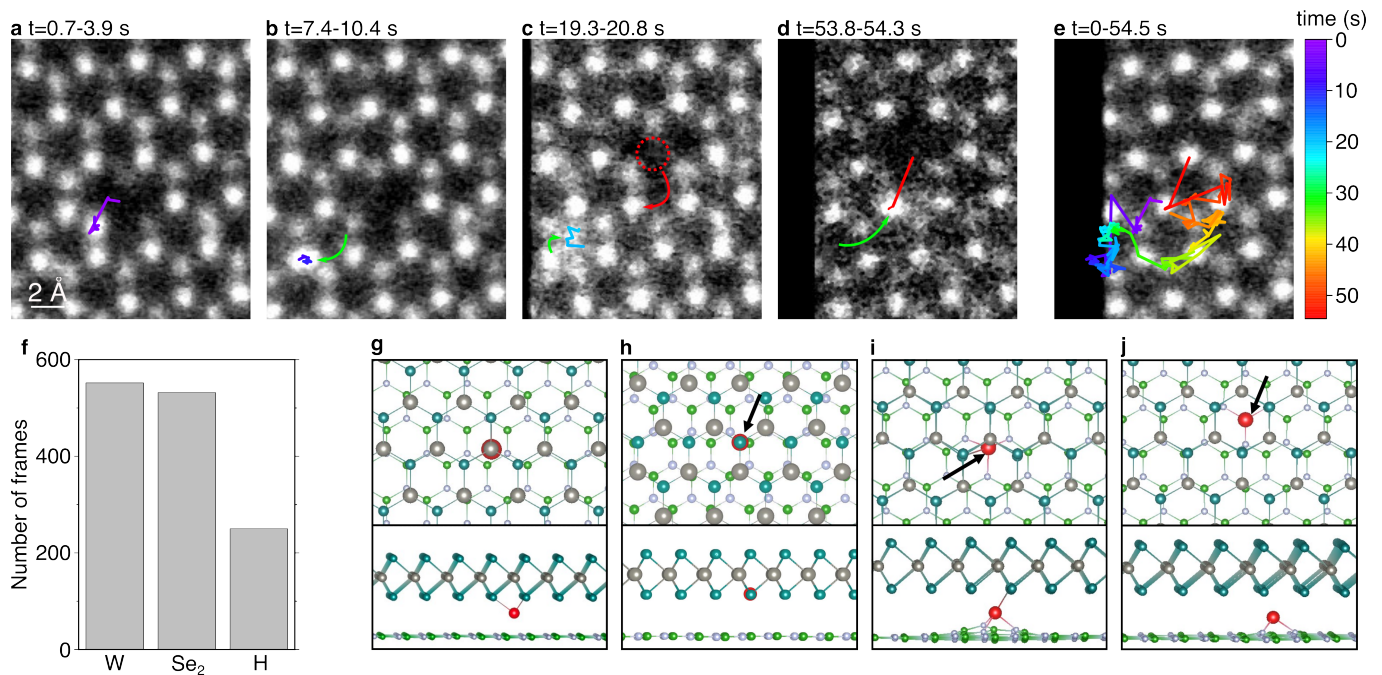 a t=0.7-3.9 s
b t=7.4-10.4 s
c t=19.3-20.8 s
d t=53.8-54.3 s
e t=0-54.5 s
time (s)
0
10
20
30
40
50
2 Å
f
g
h
i
j
600
400
200
0
Number of frames
W
Se₂
H